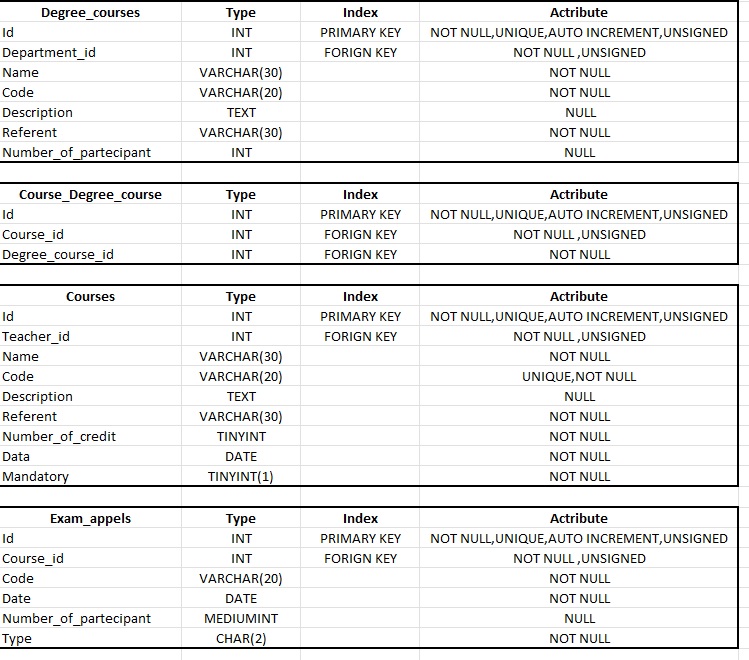 Degree_courses Type Index Actribute
Id INT PRIMARY KEY NOT NULL,UNIQUE,AUTO INCREMENT,UNSIGNED
Department_id INT FORIGN KEY NOT NULL ,UNSIGNED
Name VARCHAR(30) NOT NULL
Code VARCHAR(20) NOT NULL
Description TEXT NULL
Referent VARCHAR(30) NOT NULL
Number_of_partecipant INT NULL
Course_Degree_course Type Index Actribute
Id INT PRIMARY KEY NOT NULL,UNIQUE,AUTO INCREMENT,UNSIGNED
Course_id INT FORIGN KEY NOT NULL ,UNSIGNED
Degree_course_id INT FORIGN KEY NOT NULL
Courses Type Index Actribute
Id INT PRIMARY KEY NOT NULL,UNIQUE,AUTO INCREMENT,UNSIGNED
Teacher_id INT FORIGN KEY NOT NULL ,UNSIGNED
Name VARCHAR(30) NOT NULL
Code VARCHAR(20) UNIQUE,NOT NULL
Description TEXT NULL
Referent VARCHAR(30) NOT NULL
Number_of_credit TINYINT NOT NULL
Data DATE NOT NULL
Mandatory TINYINT(1) NOT NULL
Exam_appels Type Index Actribute
Id INT PRIMARY KEY NOT NULL,UNIQUE,AUTO INCREMENT,UNSIGNED
Course_id INT FORIGN KEY NOT NULL ,UNSIGNED
Code VARCHAR(20) NOT NULL
Date DATE NOT NULL
Number_of_partecipant MEDIUMINT NULL
Type CHAR(2) NOT NULL